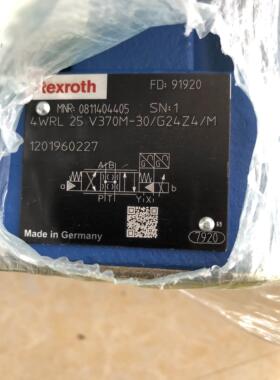 Rexroth FD: 91920
MNR: 0811404405 SN: 1
4WRL 25 V370M-30/G24Z4/M
1201960227
A B
a b
P T Y X
Made in Germany 7920